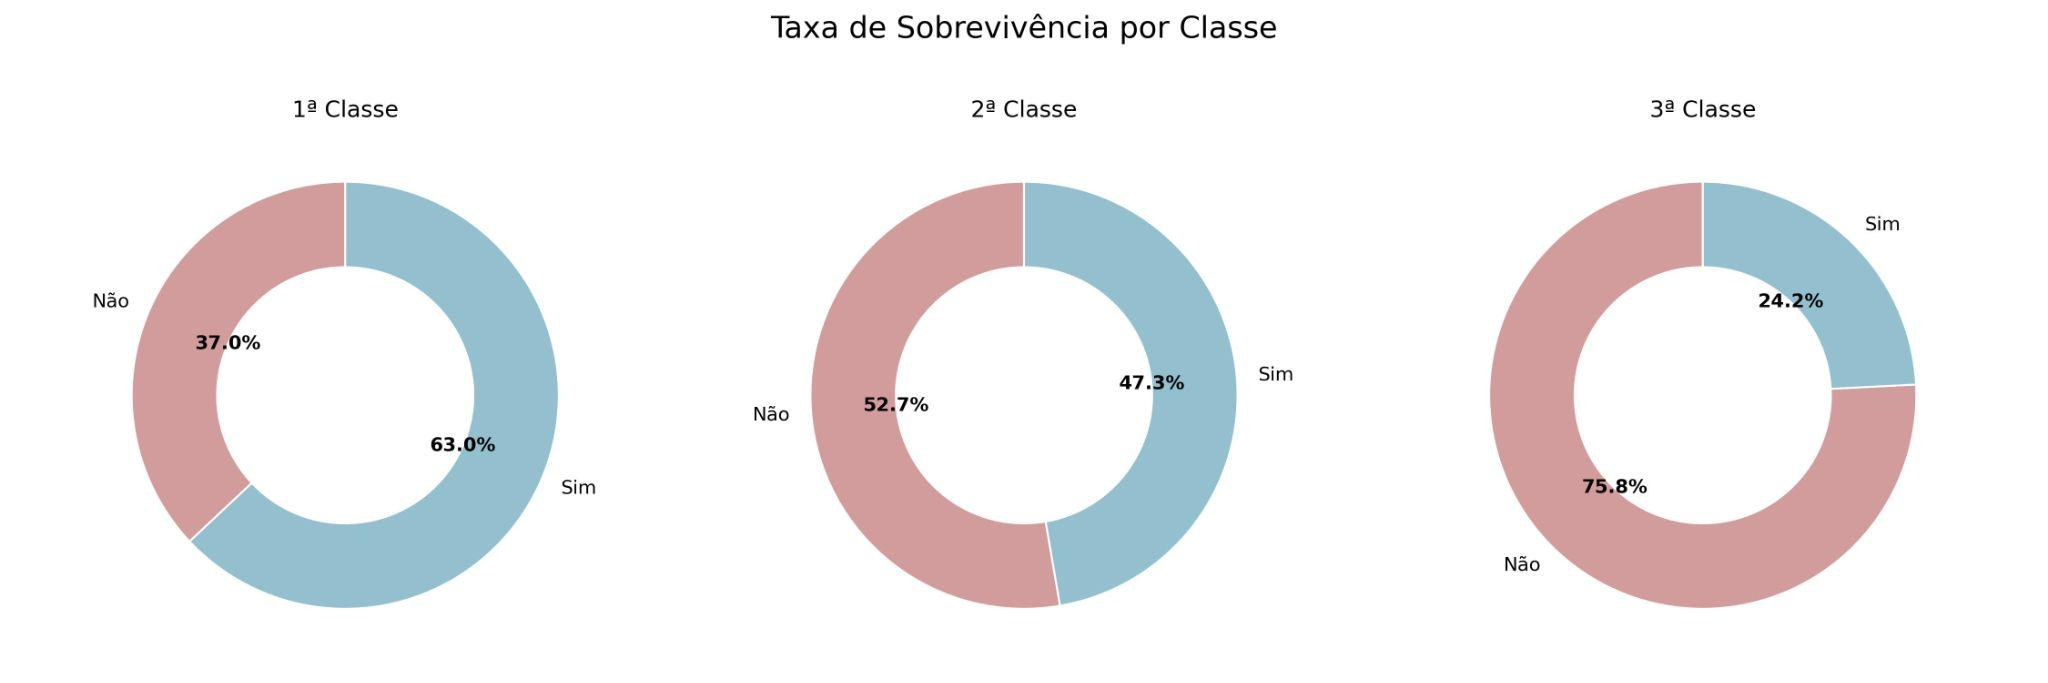 Taxa de Sobrevivência por Classe
1ª Classe
Não
37.0%
63.0%
Sim
2ª Classe
Não
52.7%
47.3%
Sim
3ª Classe
Sim
24.2%
75.8%
Não